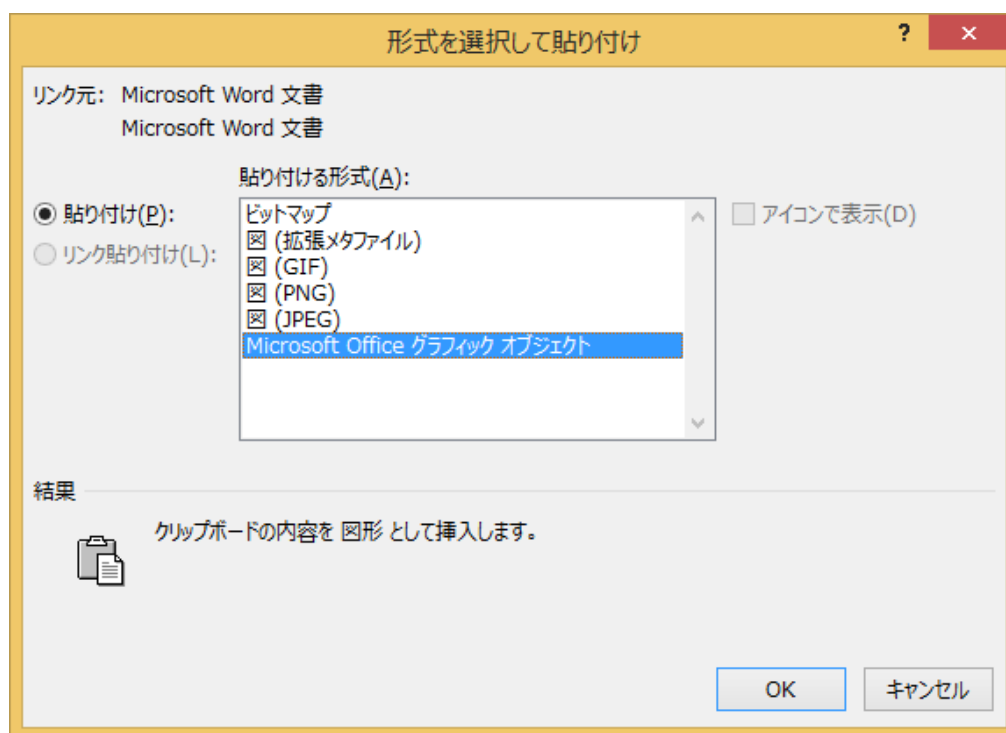 形式を選択して貼り付け
? ×
リンク元: Microsoft Word 文書
Microsoft Word 文書
貼り付ける形式(A):
貼り付け(P):
リンク貼り付け(L):
ビットマップ
図 (拡張メタファイル)
図 (GIF)
図 (PNG)
図 (JPEG)
Microsoft Office グラフィック オブジェクト
アイコンで表示(D)
結果
クリップボードの内容を 図形 として挿入します。
OK
キャンセル